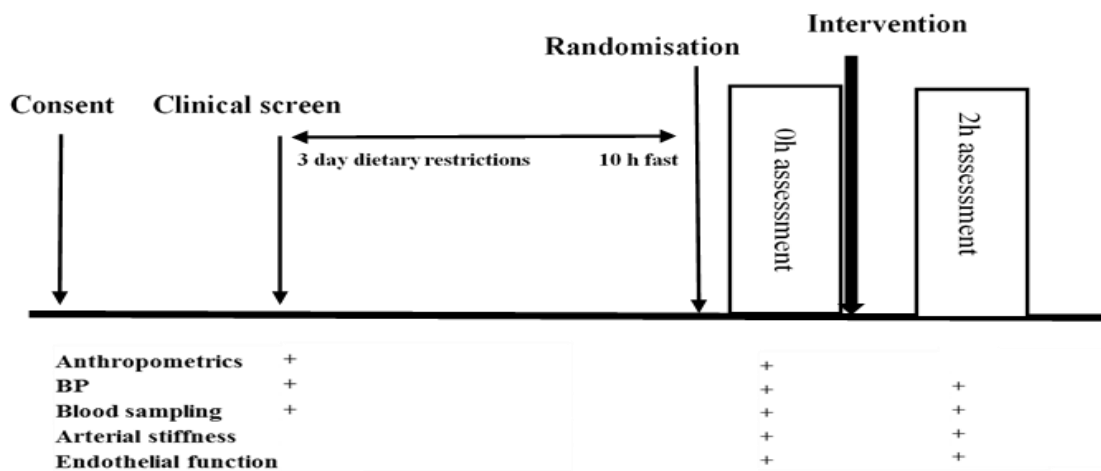 Intervention
Randomisation
Consent
Clinical screen
3 day dietary restrictions
10 h fast
0h assessment
2h assessment
Anthropometrics + +
BP + + +
Blood sampling + + +
Arterial stiffness + +
Endothelial function + +